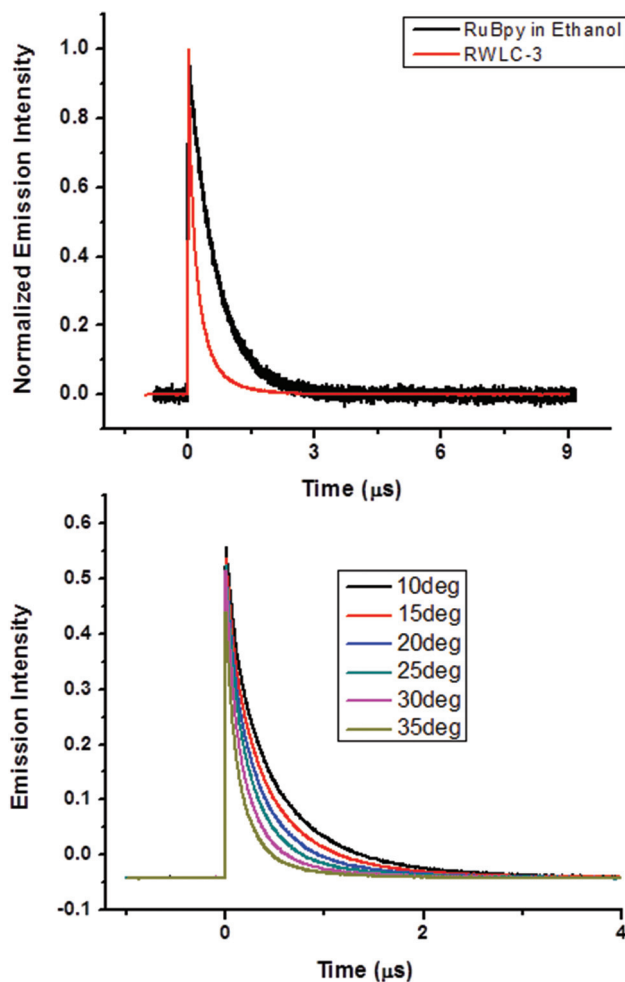 RuBpy in Ethanol
RWLC-3
1.0
0.8
0.6
0.4
0.2
0.0
Normalized Emission Intensity
0
3
6
9
Time (μs)
0.6
0.5
0.4
0.3
0.2
0.1
0.0
-0.1
Emission Intensity
10deg
15deg
20deg
25deg
30deg
35deg
0
2
4
Time (μs)